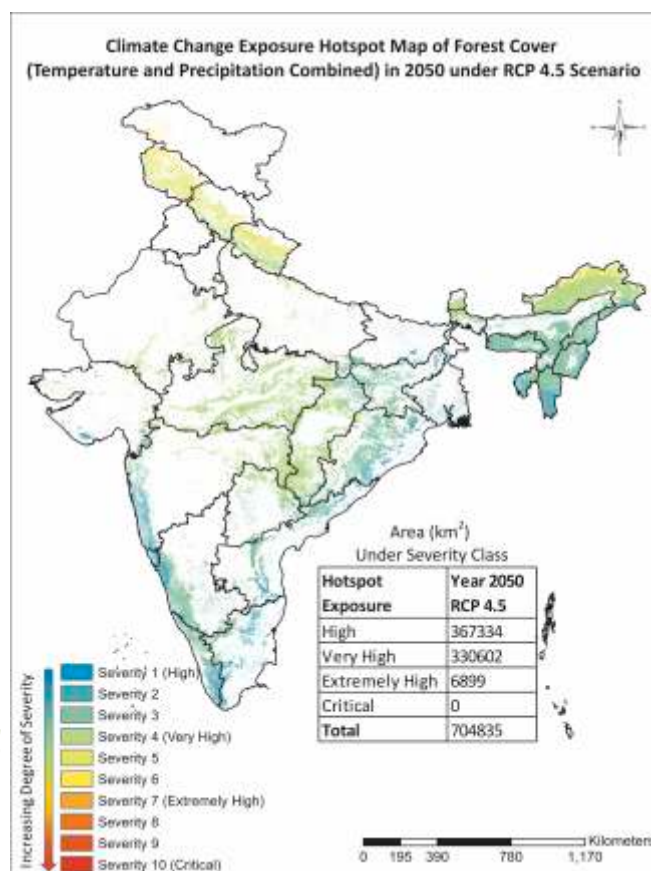 Climate Change Exposure Hotspot Map of Forest Cover
(Temperature and Precipitation Combined) in 2050 under RCP 4.5 Scenario
Area (km²)
Under Severity Class
Hotspot Exposure Year 2050 RCP 4.5
High 367334
Very High 330602
Extremely High 6899
Critical 0
Total 704835
Increasing Degree of Severity
Severity 1 (High)
Severity 2
Severity 3
Severity 4 (Very High)
Severity 5
Severity 6
Severity 7 (Extremely High)
Severity 8
Severity 9
Severity 10 (Critical)
Kilometers
0 195 390 780 1,170